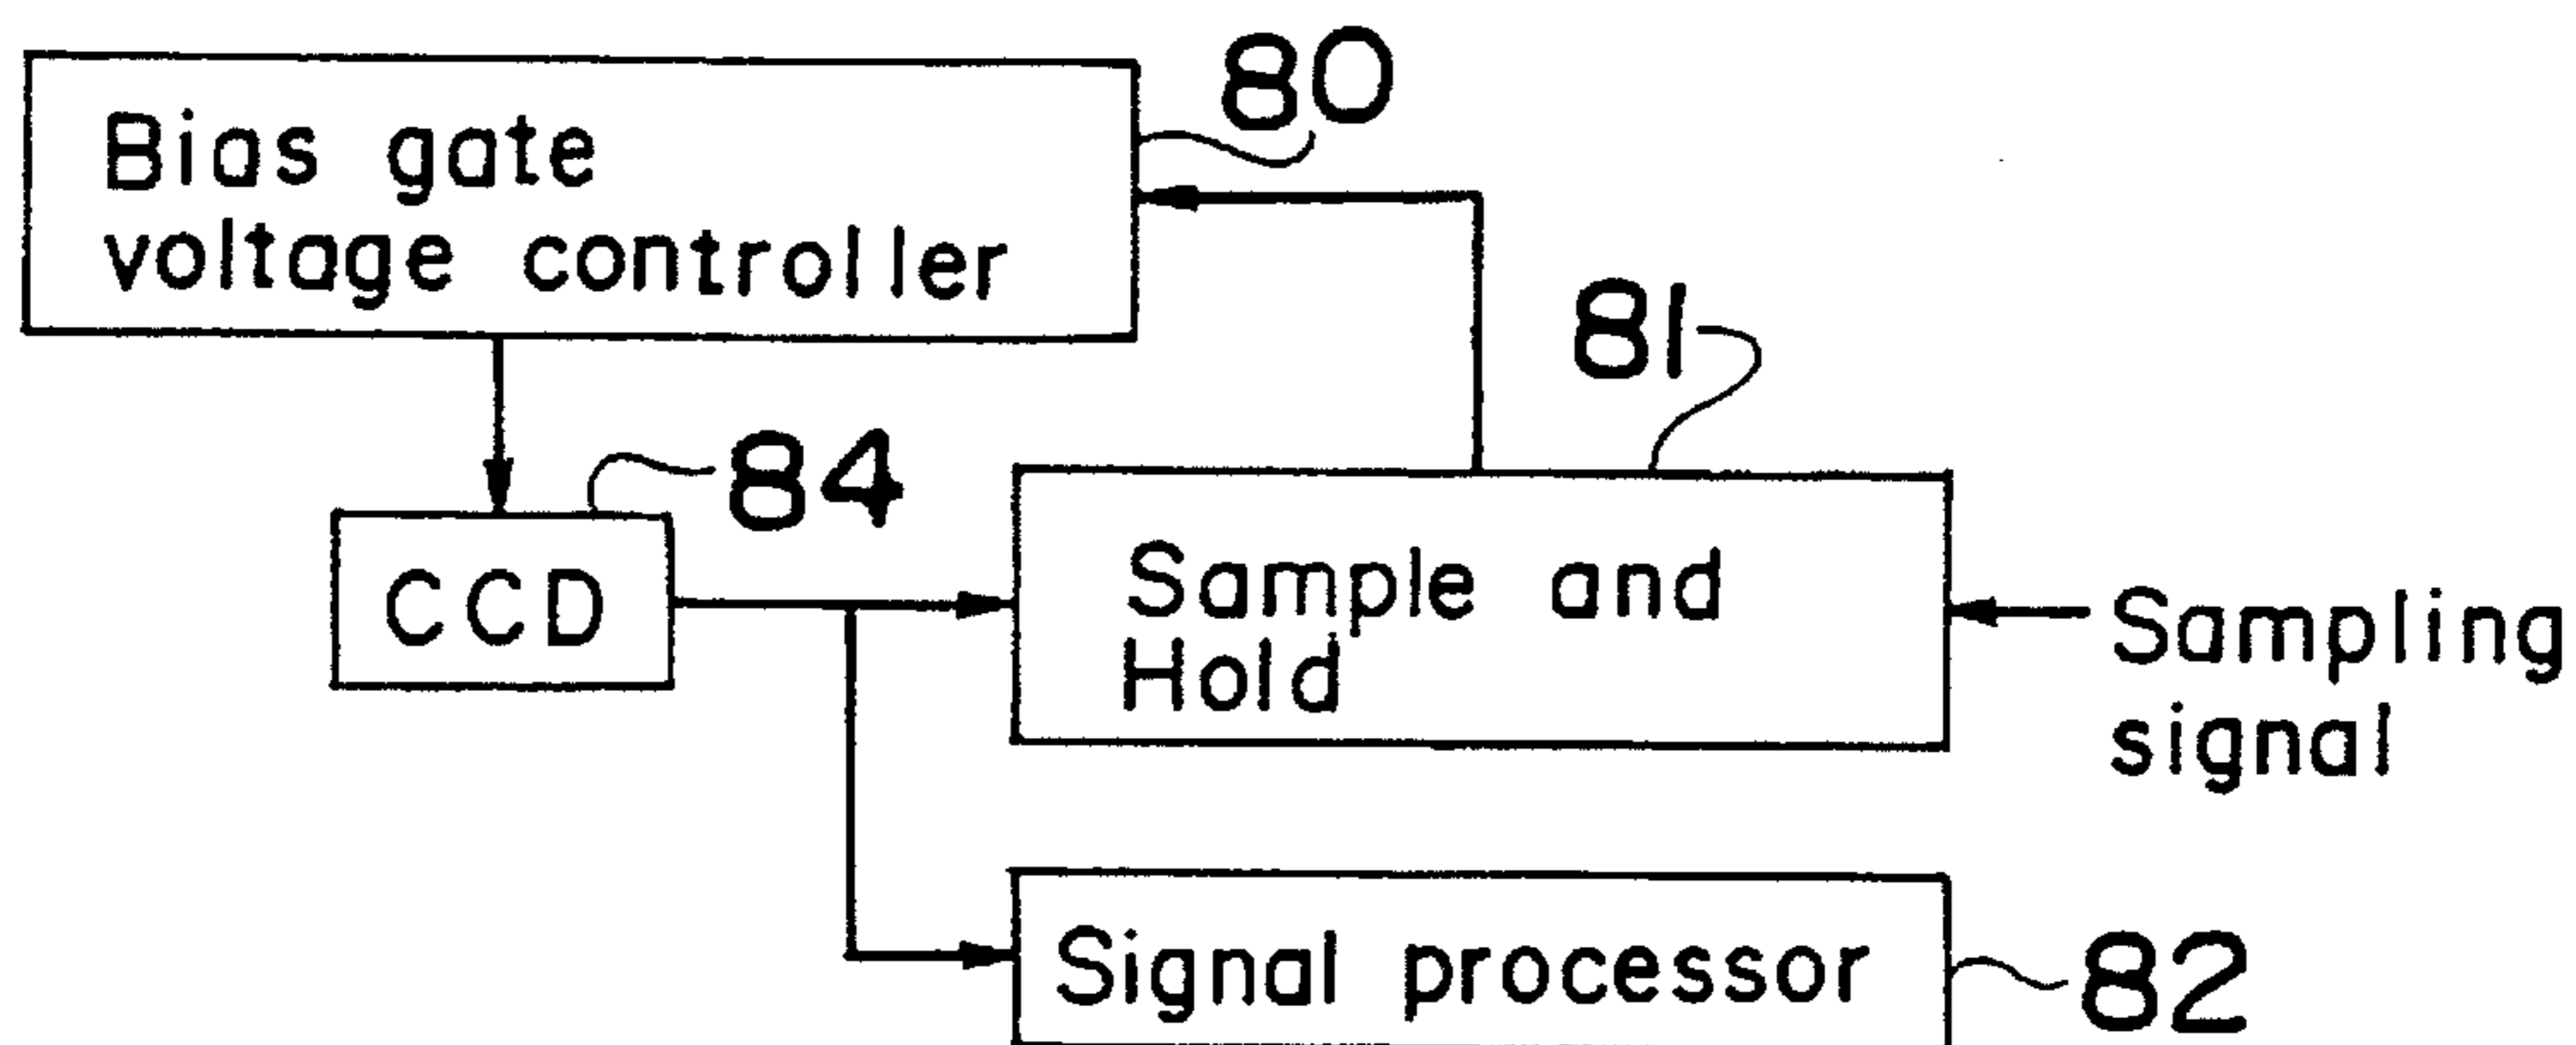 Bias gate
voltage controller
80
81
84
CCD
Sample and
Hold
Sampling
signal
Signal processor
82